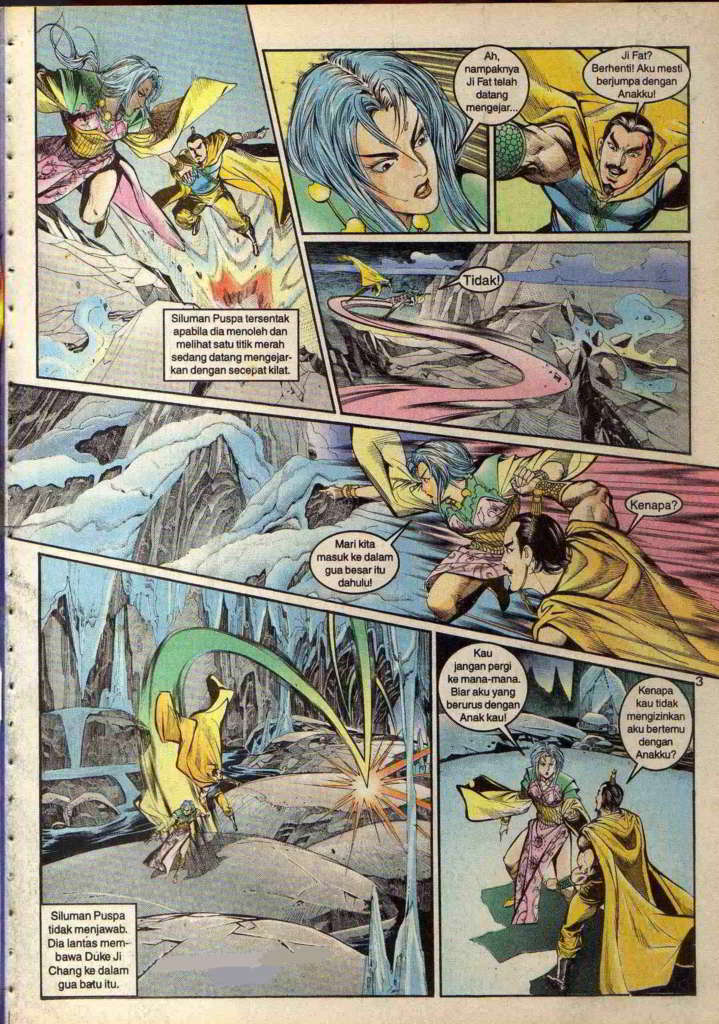 Siluman Puspa tersentak
apabila dia menoleh dan
melihat satu titik merah
sedang datang mengejar-
kan dengan secepat kilat.
Ah,
nampaknya
Ji Fat telah
datang
mengejar...
Ji Fat?
Berhenti! Aku mesti
berjumpa dengan
Anakku!
Tidak!
Mari kita
masuk ke dalam
gua besar itu
dahulu!
Kenapa?
Siluman Puspa
tidak menjawab.
Dia lantas mem-
bawa Duke Ji
Chang ke dalam
gua batu itu.
Kau
jangan pergi
ke mana-mana.
Biar aku yang
berurus dengan
Anak kau!
Kenapa
kau tidak
mengizinkan
aku bertemu
dengan
Anakku?
3